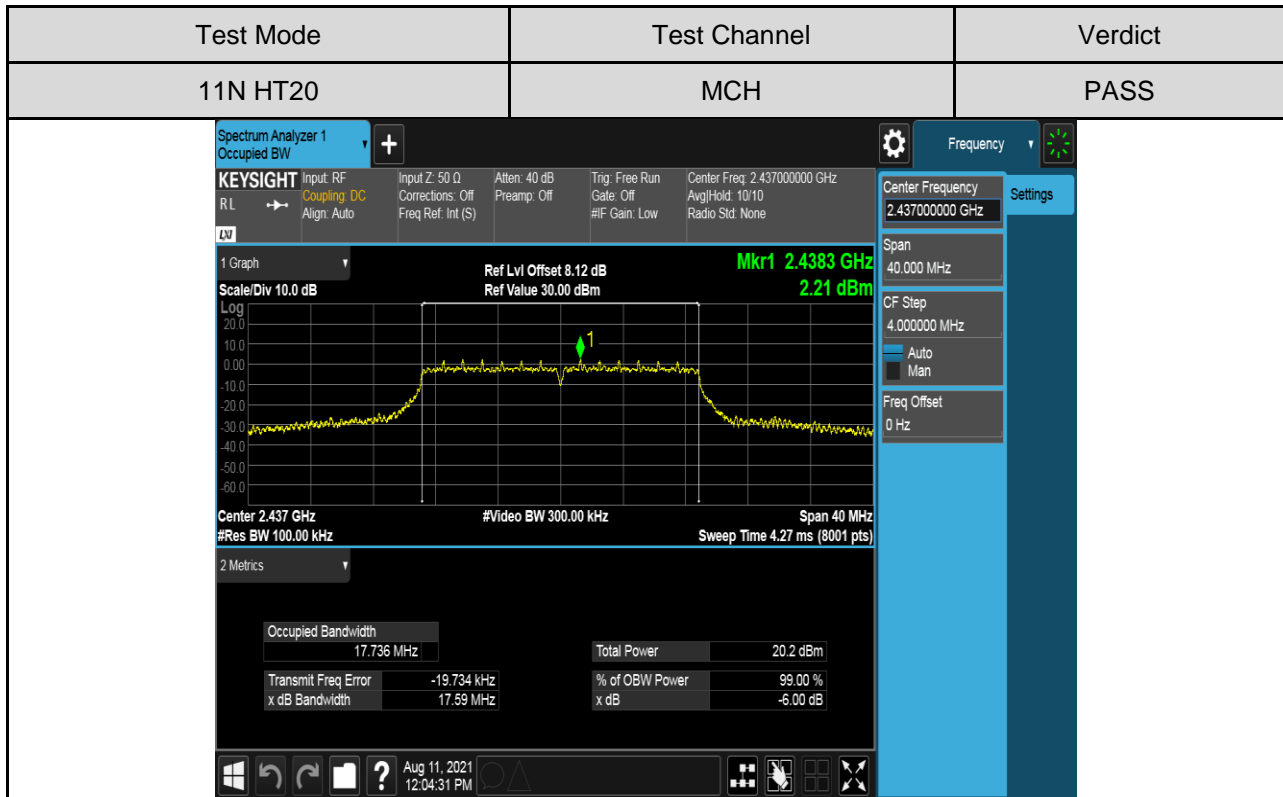 Test Mode Test Channel Verdict
11N HT20 MCH PASS
Spectrum Analyzer 1
Occupied BW
+
Frequency
KEYSIGHT Input: RF Input Z: 50 Ω Atten: 40 dB Trig: Free Run Center Freq: 2.437000000 GHz
RL Coupling: DC Corrections: Off Preamp: Off Gate: Off Avg|Hold: 10/10
Align: Auto Freq Ref: Int (S) #IF Gain: Low Radio Std: None
LXI
Center Frequency
2.437000000 GHz
Settings
Span
40.000 MHz
CF Step
4.000000 MHz
Auto
Man
Freq Offset
0 Hz
1 Graph Ref Lvl Offset 8.12 dB Mkr1 2.4383 GHz
Scale/Div 10.0 dB Ref Value 30.00 dBm 2.21 dBm
Log
20.0
10.0
0.00
-10.0
-20.0
-30.0
-40.0
-50.0
-60.0
1
Center 2.437 GHz #Video BW 300.00 kHz Span 40 MHz
#Res BW 100.00 kHz Sweep Time 4.27 ms (8001 pts)
2 Metrics
Occupied Bandwidth
17.736 MHz Total Power 20.2 dBm
Transmit Freq Error -19.734 kHz % of OBW Power 99.00 %
x dB Bandwidth 17.59 MHz x dB -6.00 dB
? Aug 11, 2021
12:04:31 PM